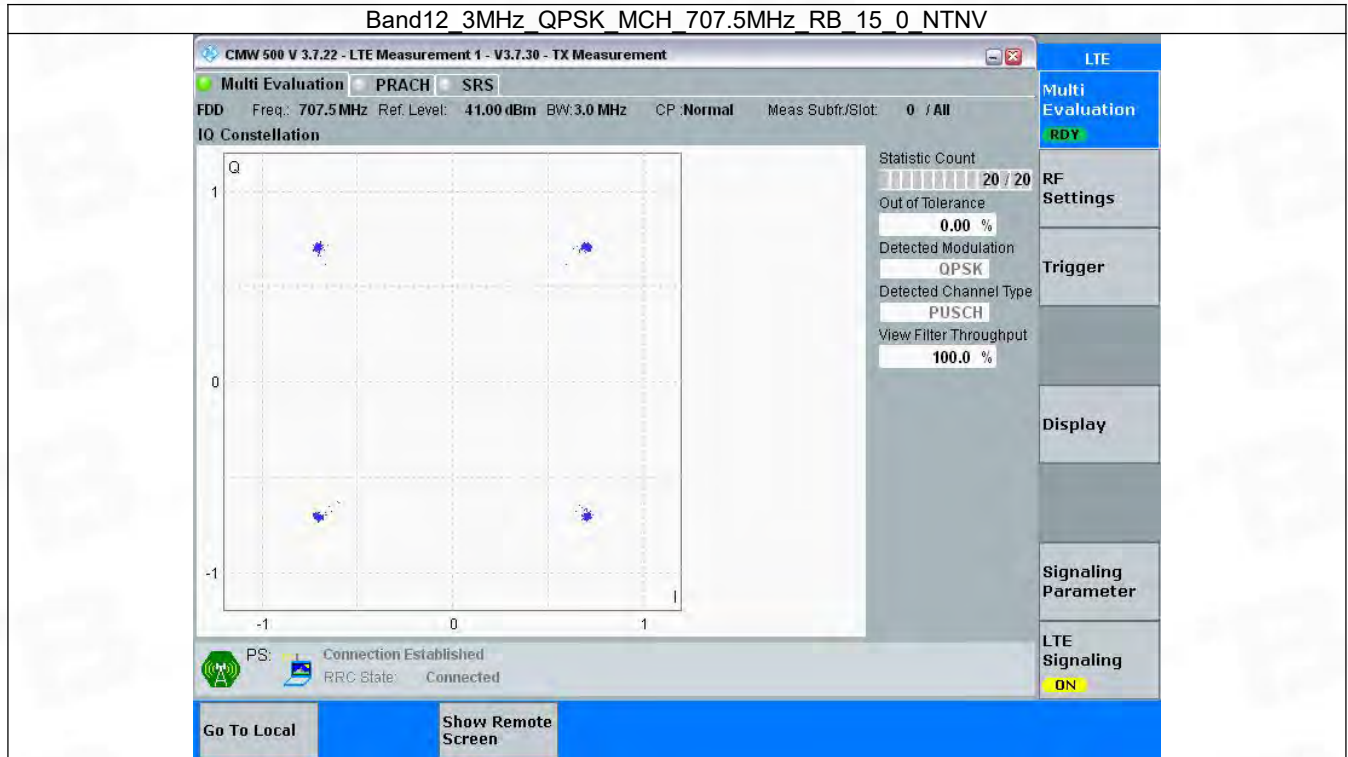 Band12_3MHz_QPSK_MCH_707.5MHz_RB_15_0_NTNV
CMW 500 V 3.7.22 - LTE Measurement 1 - V3.7.30 - TX Measurement
LTE
Multi Evaluation PRACH SRS
FDD Freq.: 707.5 MHz Ref. Level: 41.00 dBm BW: 3.0 MHz CP :Normal Meas Subfr./Slot: 0 / All
IQ Constellation
Q
1
0
-1
I
-1 0 1
Statistic Count
20 / 20
Out of Tolerance
0.00 %
Detected Modulation
QPSK
Detected Channel Type
PUSCH
View Filter Throughput
100.0 %
Multi
Evaluation
RDY
RF
Settings
Trigger
Display
Signaling
Parameter
LTE
Signaling
ON
PS: Connection Established
RRC State: Connected
Go To Local
Show Remote
Screen